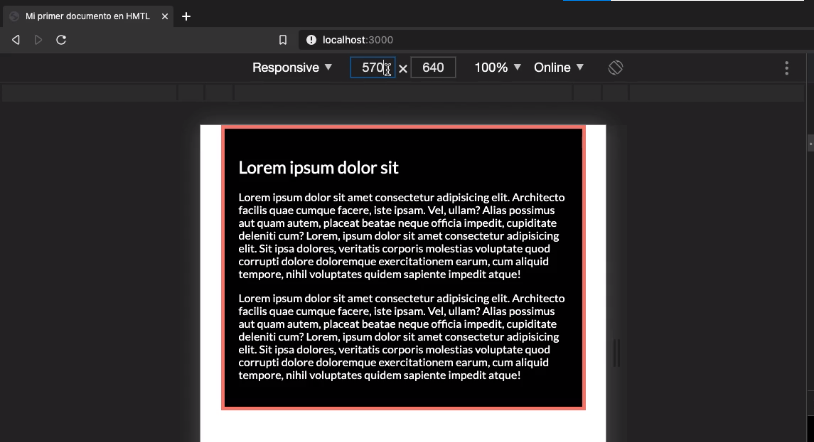 Mi primer documento en HMTL
localhost:3000
Responsive 570 × 640 100% Online
Lorem ipsum dolor sit
Lorem ipsum dolor sit amet consectetur adipisicing elit. Architecto
facilis quae cumque facere, iste ipsam. Vel, ullam? Alias possimus
aut quam autem, placeat beatae neque officia impedit, cupiditate
deleniti cum? Lorem, ipsum dolor sit amet consectetur adipisicing
elit. Sit ipsa dolores, veritatis corporis molestias voluptate quod
corrupti dolore doloremque exercitationem earum, cum aliquid
tempore, nihil voluptates quidem sapiente impedit atque!
Lorem ipsum dolor sit amet consectetur adipisicing elit. Architecto
facilis quae cumque facere, iste ipsam. Vel, ullam? Alias possimus
aut quam autem, placeat beatae neque officia impedit, cupiditate
deleniti cum? Lorem, ipsum dolor sit amet consectetur adipisicing
elit. Sit ipsa dolores, veritatis corporis molestias voluptate quod
corrupti dolore doloremque exercitationem earum, cum aliquid
tempore, nihil voluptates quidem sapiente impedit atque!